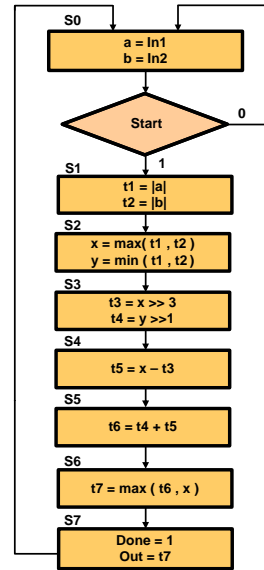 S0
a = In1
b = In2
Start
0
1
S1
t1 = |a|
t2 = |b|
S2
x = max( t1 , t2 )
y = min ( t1 , t2 )
S3
t3 = x >> 3
t4 = y >>1
S4
t5 = x – t3
S5
t6 = t4 + t5
S6
t7 = max ( t6 , x )
S7
Done = 1
Out = t7